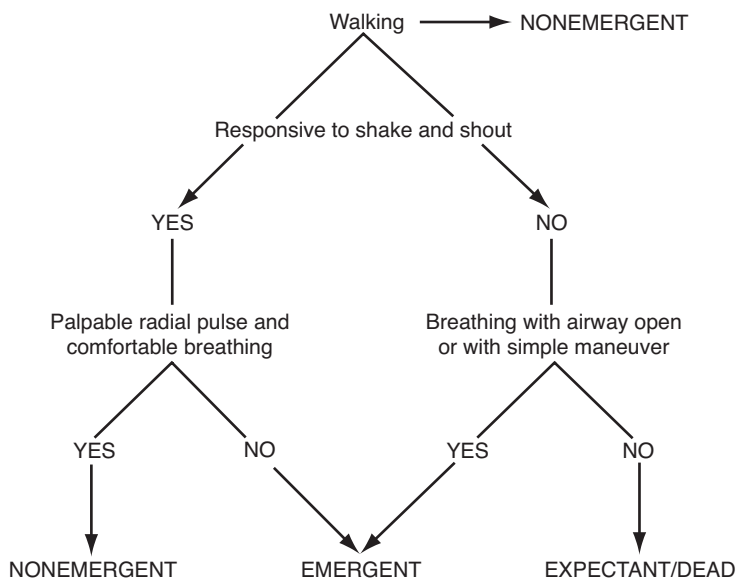 Walking
NONEMERGENT
Responsive to shake and shout
YES
NO
Palpable radial pulse and
comfortable breathing
Breathing with airway open
or with simple maneuver
YES
NO
YES
NO
NONEMERGENT
EMERGENT
EXPECTANT/DEAD